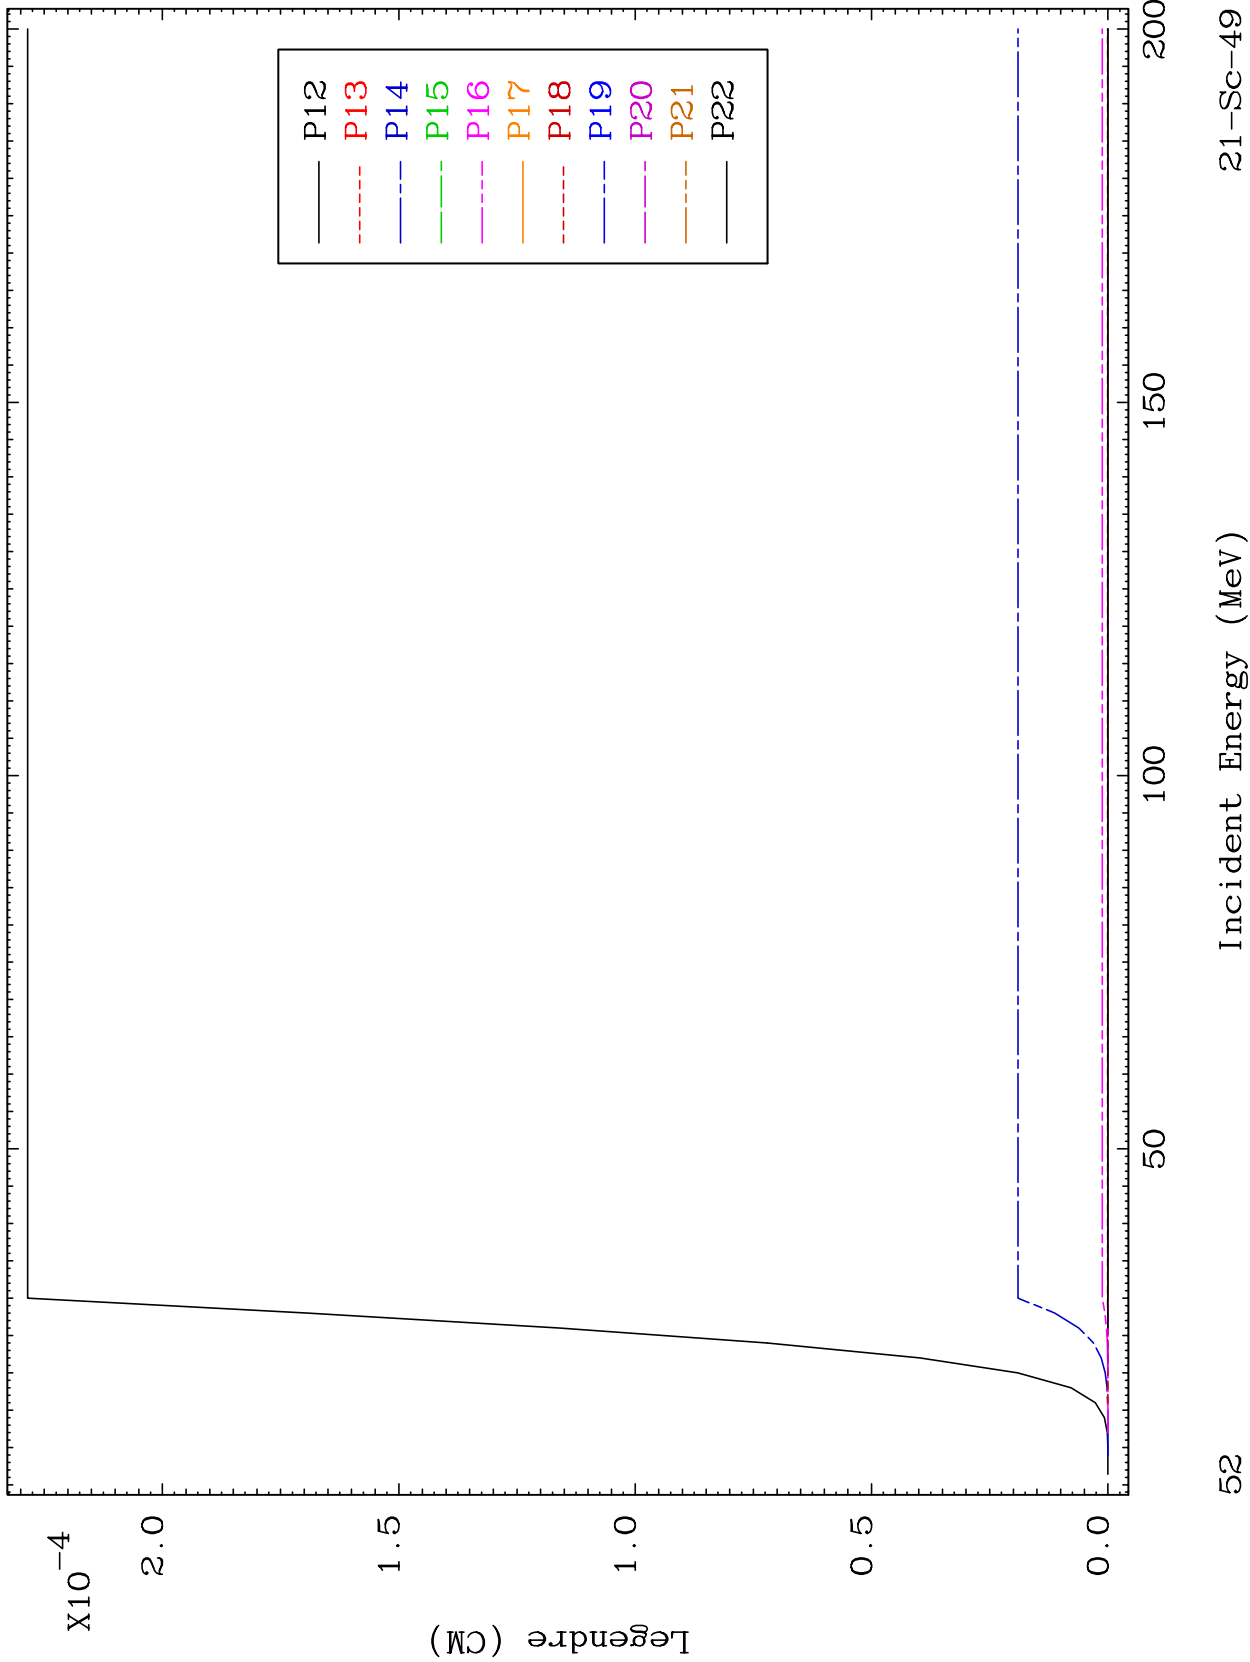 X10-4
2.0
1.5
1.0
0.5
0.0
Legendre (CM)
P12
P13
P14
P15
P16
P17
P18
P19
P20
P21
P22
50
100
150
200
Incident Energy (MeV)
52
21-Sc-49